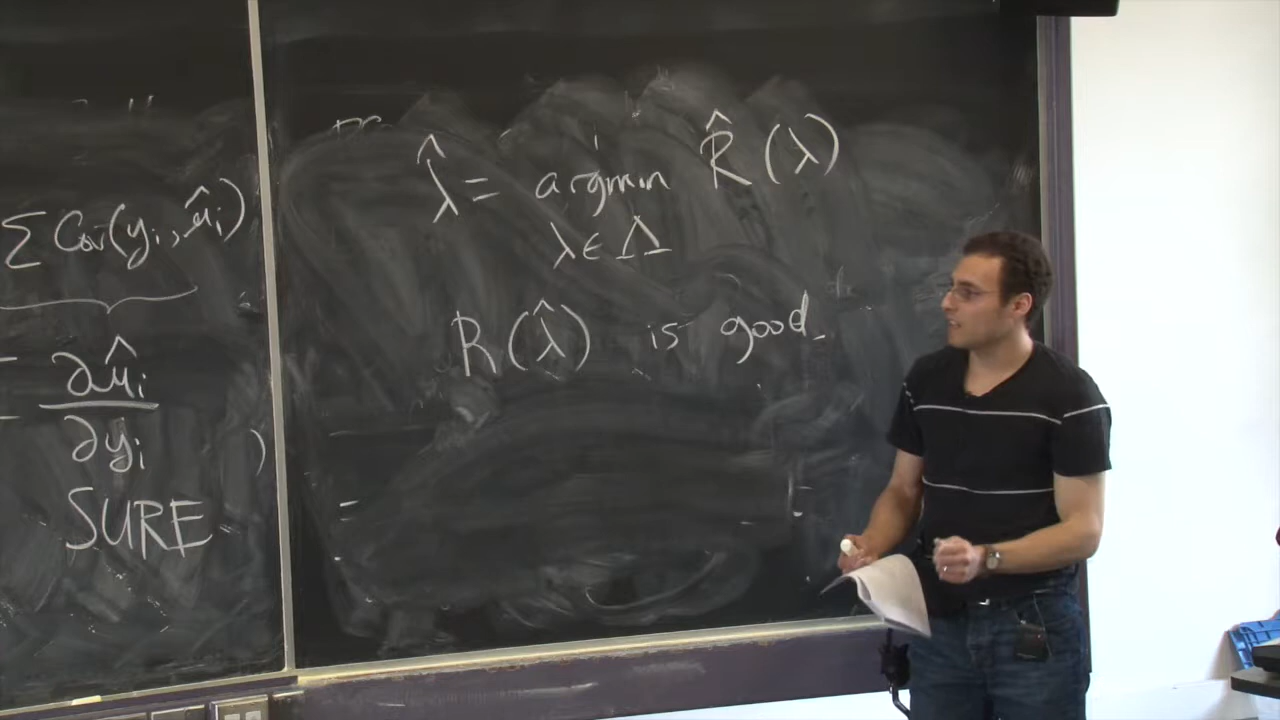 ∑ Cov(yᵢ, μ̂ᵢ)
∂μ̂ᵢ
∂yᵢ
)
SURE
λ̂ = argmin R̂(λ)
λ∈Λ
R(λ̂) is good.